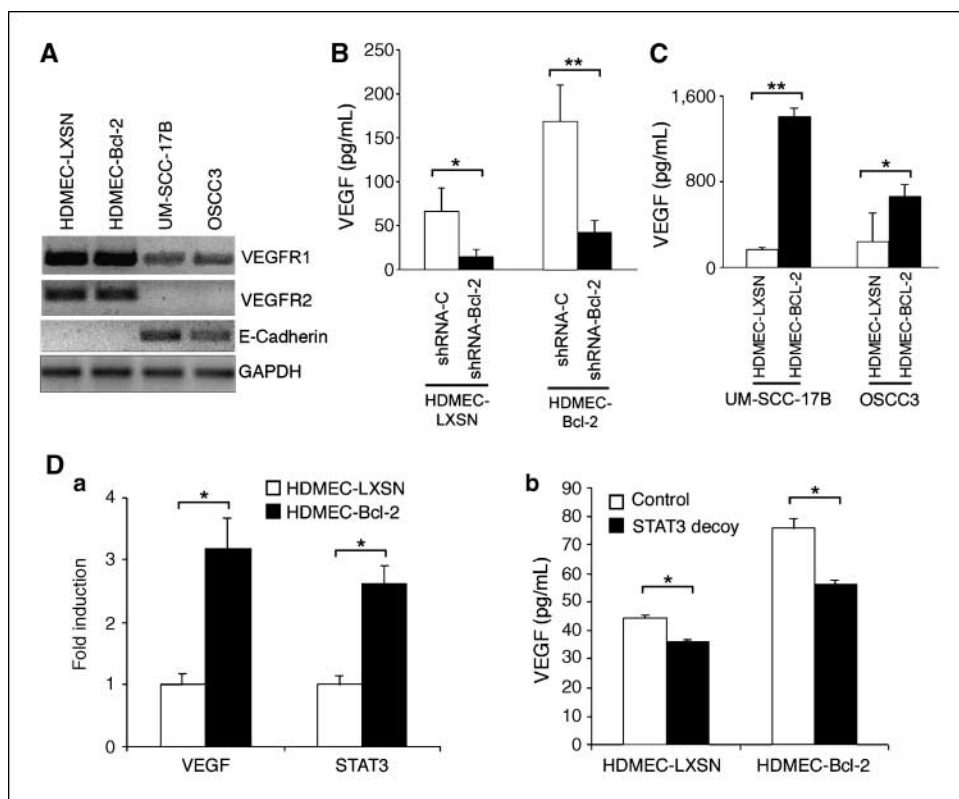 A
HDMEC-LXSN
HDMEC-Bcl-2
UM-SCC-17B
OSCC3
VEGFR1
VEGFR2
E-Cadherin
GAPDH
B
VEGF (pg/mL)
250
200
150
100
50
0
*
**
shRNA-C
shRNA-Bcl-2
shRNA-C
shRNA-Bcl-2
HDMEC-
LXSN
HDMEC-
Bcl-2
C
VEGF (pg/mL)
1,600
800
0
**
*
HDMEC-LXSN
HDMEC-BCL-2
HDMEC-LXSN
HDMEC-BCL-2
UM-SCC-17B
OSCC3
D
a
Fold induction
4
3
2
1
0
HDMEC-LXSN
HDMEC-Bcl-2
*
*
VEGF
STAT3
b
VEGF (pg/mL)
90
80
70
60
50
40
30
20
10
0
Control
STAT3 decoy
*
*
HDMEC-LXSN
HDMEC-Bcl-2